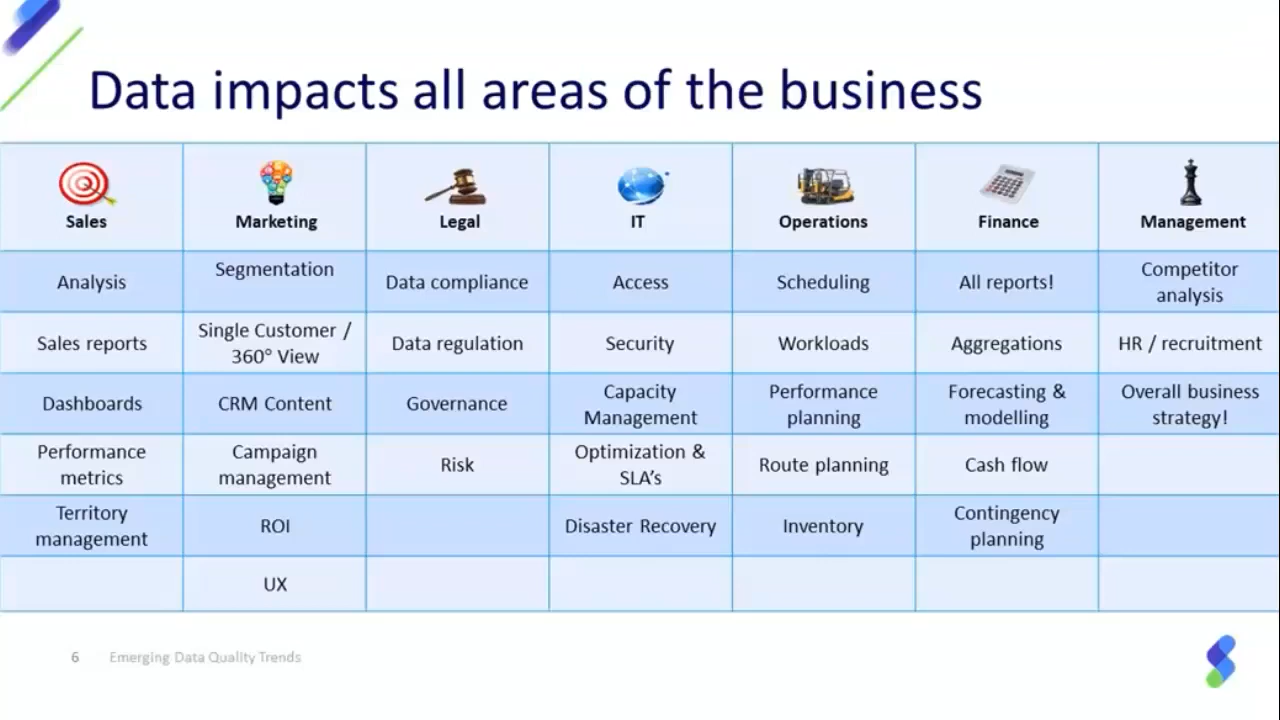 Data impacts all areas of the business
Sales Marketing Legal IT Operations Finance Management
Analysis Segmentation Data compliance Access Scheduling All reports! Competitor
analysis
Sales reports Single Customer / Data regulation Security Workloads Aggregations HR / recruitment
360° View
Dashboards CRM Content Governance Capacity Performance Forecasting & Overall business
Management planning modelling strategy!
Performance Campaign Risk Optimization & Route planning Cash flow
metrics management SLA's
Territory ROI Disaster Recovery Inventory Contingency
management planning
UX
6 Emerging Data Quality Trends